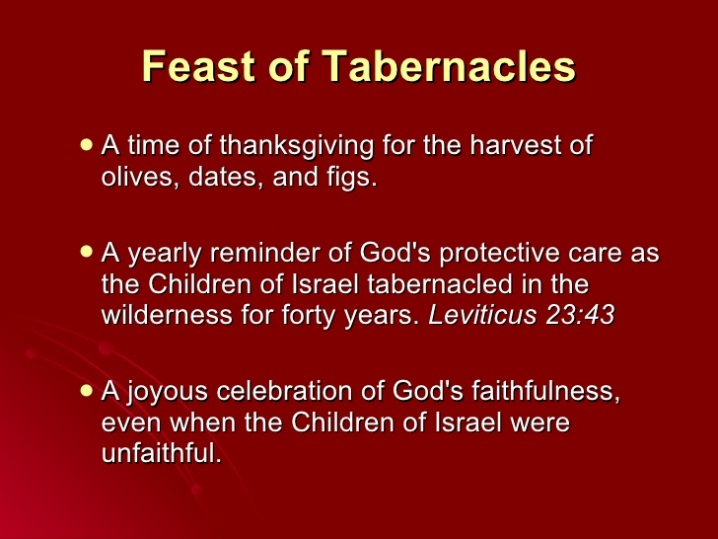 Feast of Tabernacles
• A time of thanksgiving for the harvest of
olives, dates, and figs.
• A yearly reminder of God's protective care as
the Children of Israel tabernacled in the
wilderness for forty years. Leviticus 23:43
• A joyous celebration of God's faithfulness,
even when the Children of Israel were
unfaithful.